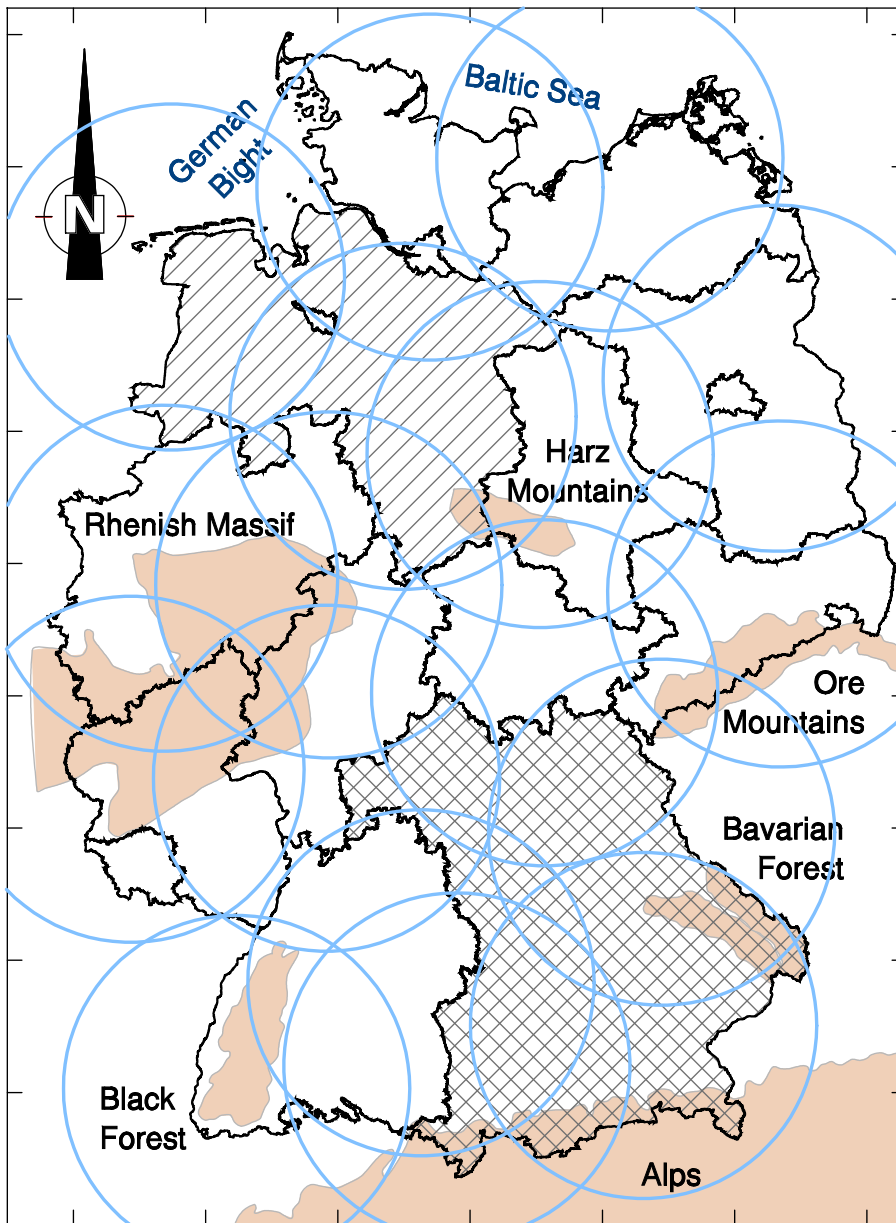 Baltic Sea
German
Bight
N
Harz
Mountains
Rhenish Massif
Ore
Mountains
Bavarian
Forest
Black
Forest
Alps